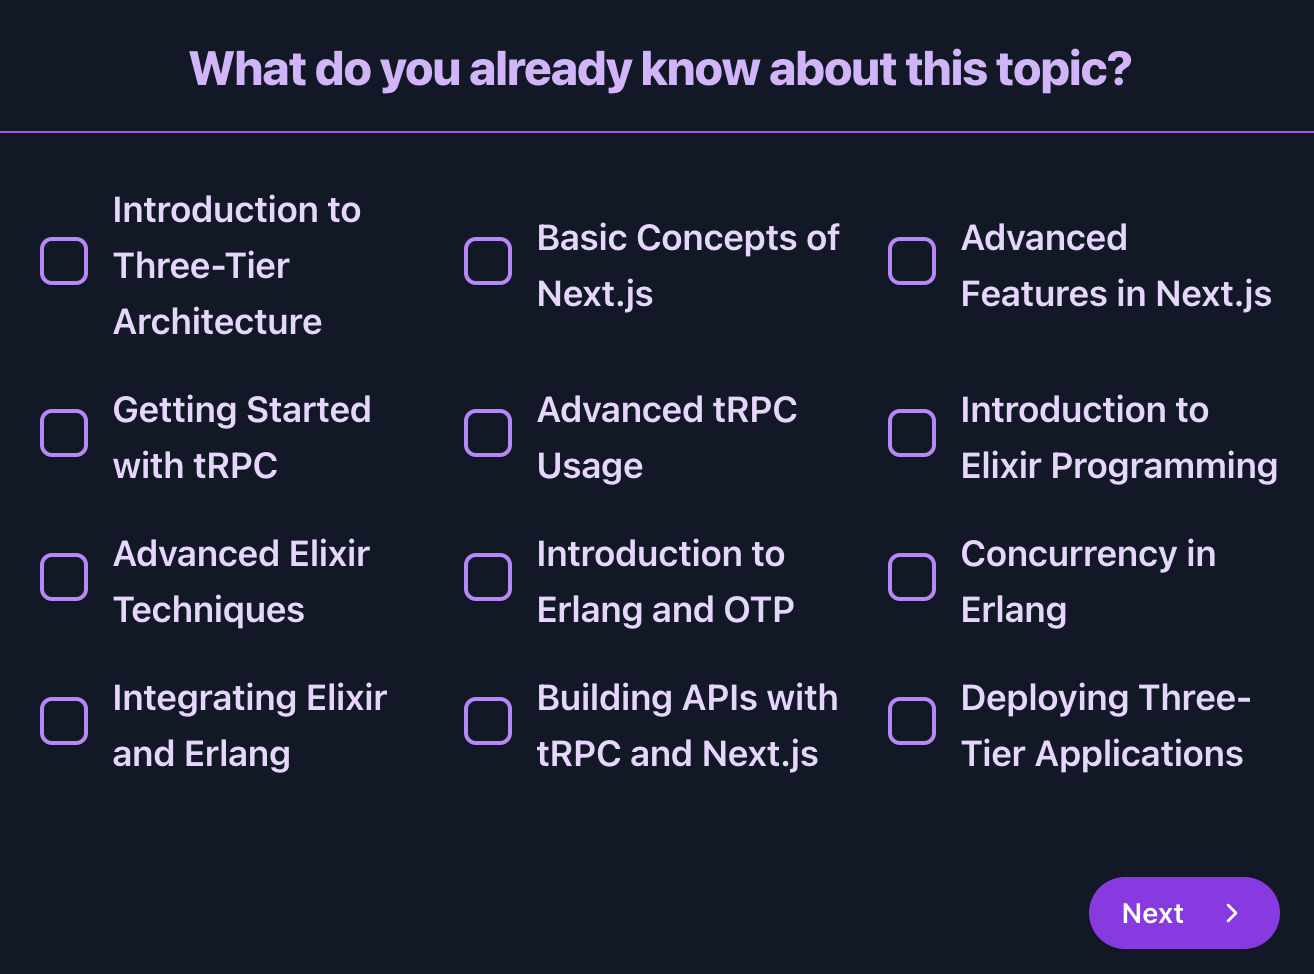 What do you already know about this topic?
Introduction to
Three-Tier
Architecture
Basic Concepts of
Next.js
Advanced
Features in Next.js
Getting Started
with tRPC
Advanced tRPC
Usage
Introduction to
Elixir Programming
Advanced Elixir
Techniques
Introduction to
Erlang and OTP
Concurrency in
Erlang
Integrating Elixir
and Erlang
Building APIs with
tRPC and Next.js
Deploying Three-
Tier Applications
Next